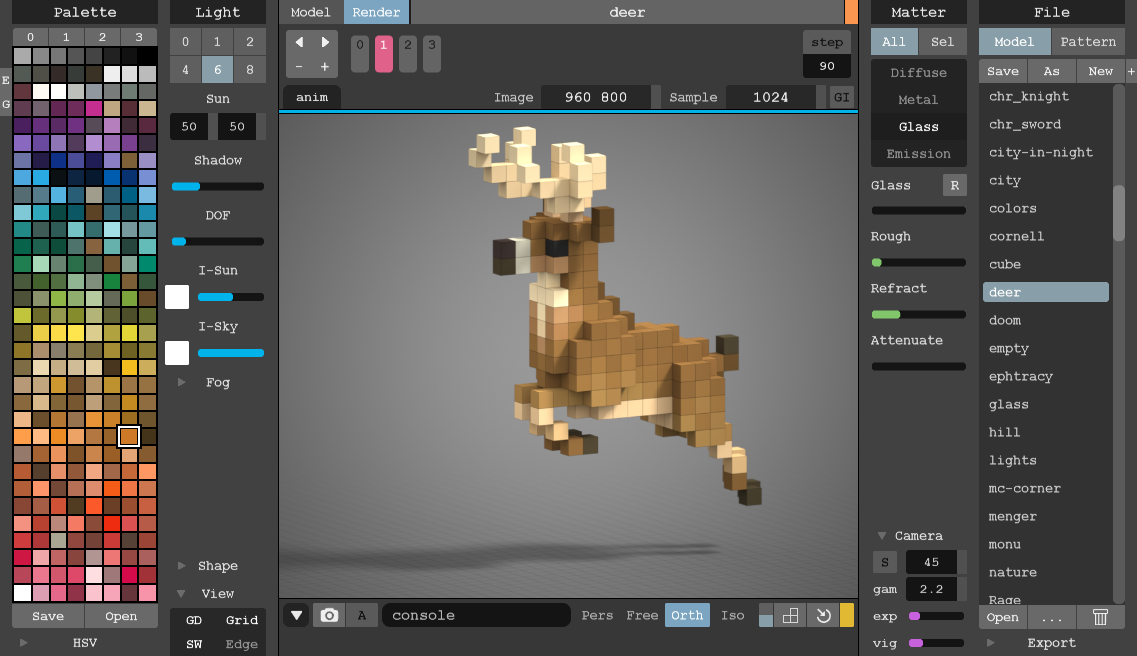 Palette
0 1 2 3
E
G
Save Open
HSV
Light
0 1 2
4 6 8
Sun
50 50
Shadow
DOF
I-Sun
I-Sky
Fog
Shape
View
GD Grid
SW Edge
Model Render deer
0 1 2 3
- +
step
90
anim Image 960 800 Sample 1024 GI
A console Pers Free Orth Iso
Matter
All Sel
Diffuse
Metal
Glass
Emission
Glass R
Rough
Refract
Attenuate
Camera
S 45
gam 2.2
exp
vig
File
Model Pattern
Save As New +
chr_knight
chr_sword
city-in-night
city
colors
cornell
cube
deer
doom
empty
ephtracy
glass
hill
lights
mc-corner
menger
monu
nature
Rage
Open ...
Export